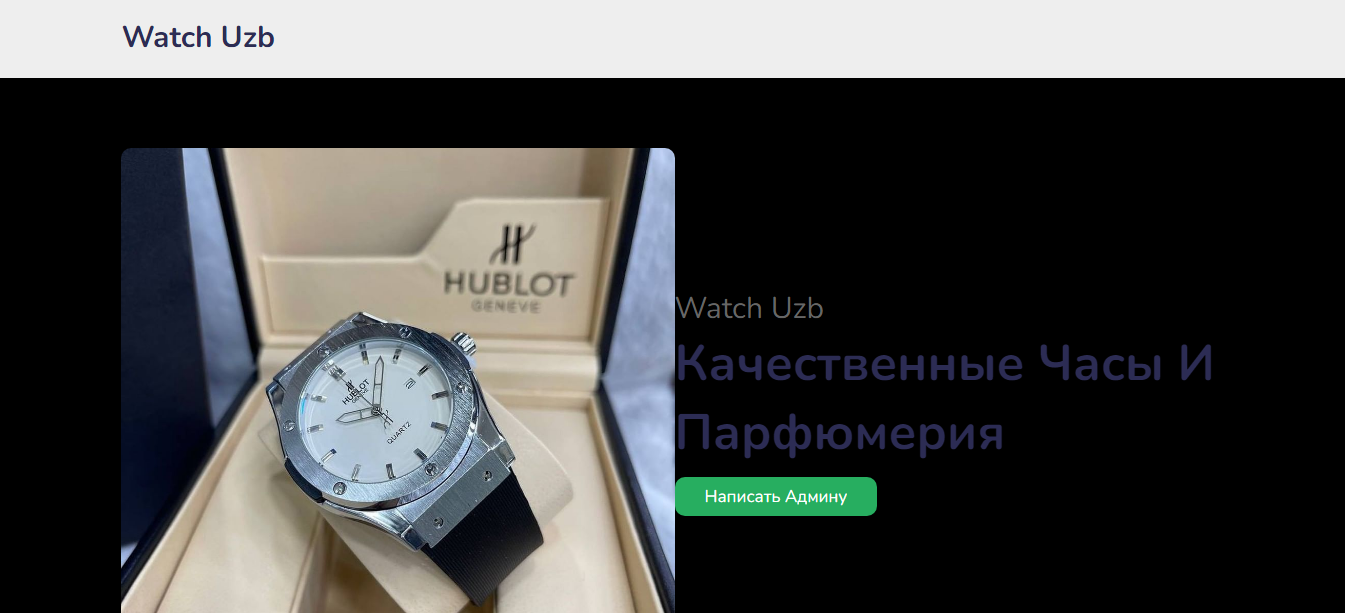 Watch Uzb
HUBLOT
GENEVE
HUBLOT
GENEVE
QUARTZ
Watch Uzb
Качественные Часы И
Парфюмерия
Написать Админу